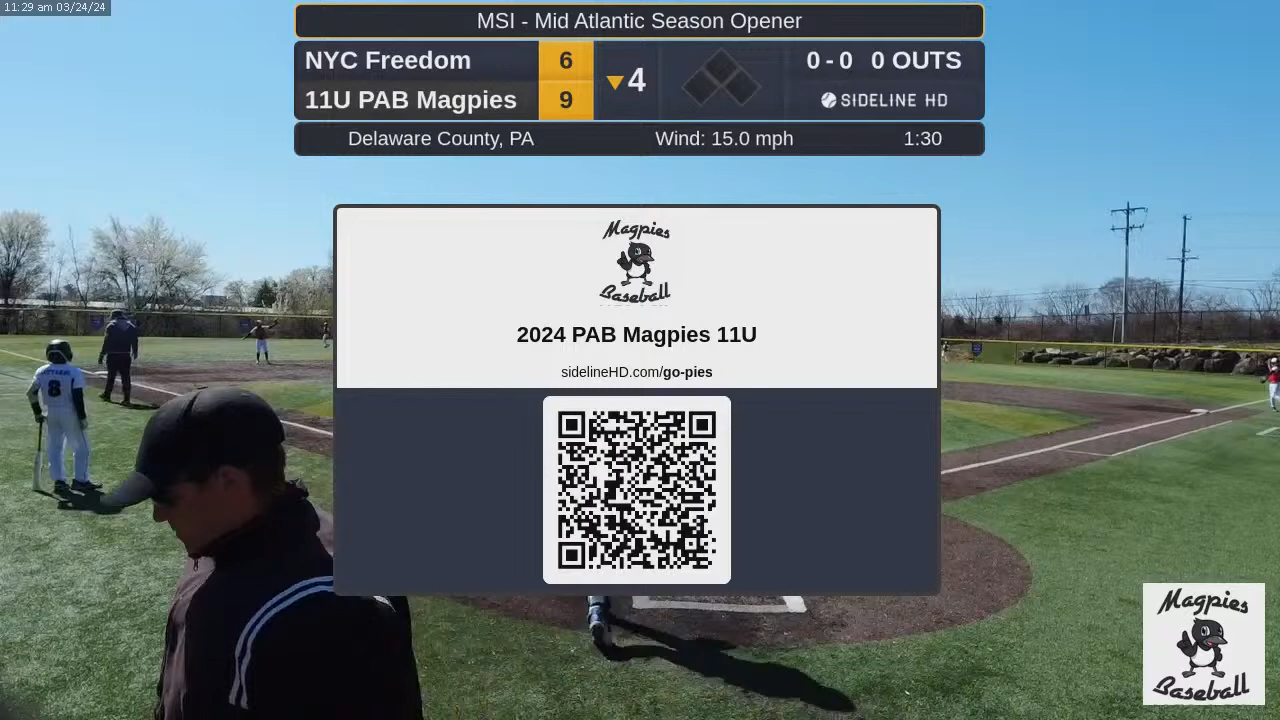 11:29 am 03/24/24
MSI - Mid Atlantic Season Opener
NYC Freedom 6
11U PAB Magpies 9
4
0 - 0 0 OUTS
SIDELINE HD
Delaware County, PA Wind: 15.0 mph 1:30
Magpies
Baseball
2024 PAB Magpies 11U
sidelineHD.com/go-pies
8
Magpies
Baseball